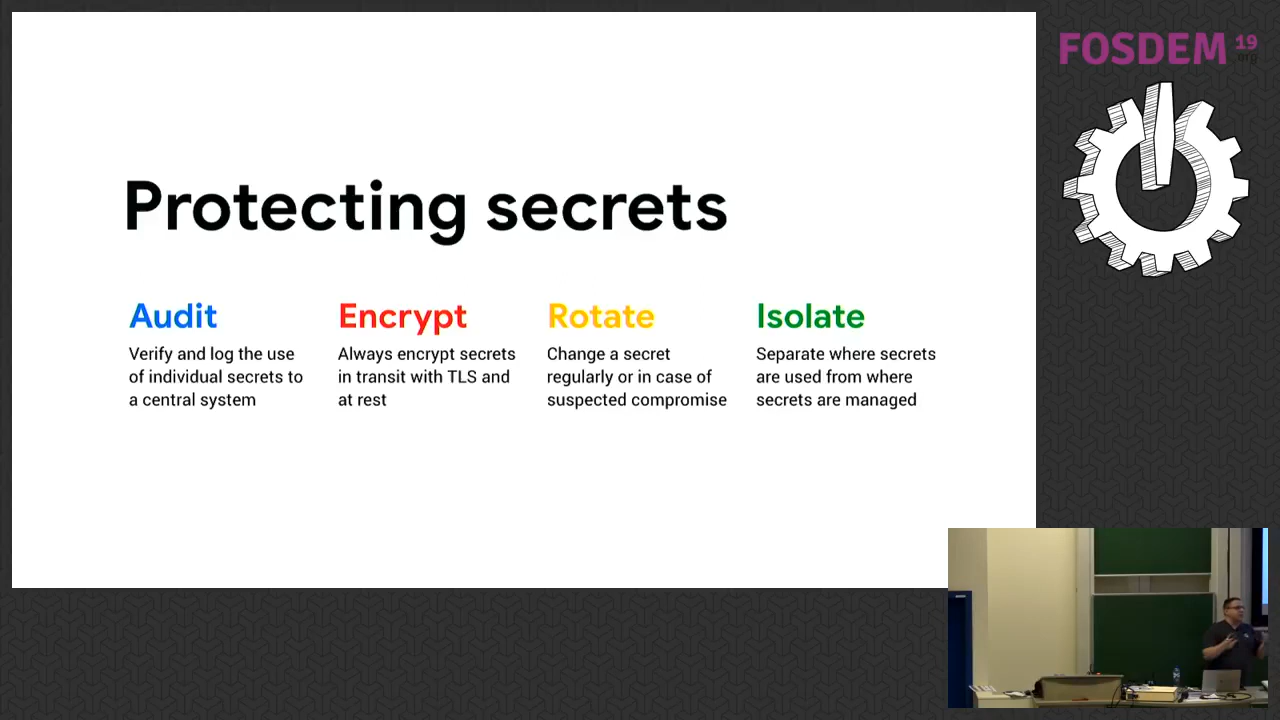 FOSDEM 19
.org
Protecting secrets
Audit
Verify and log the use
of individual secrets to
a central system
Encrypt
Always encrypt secrets
in transit with TLS and
at rest
Rotate
Change a secret
regularly or in case of
suspected compromise
Isolate
Separate where secrets
are used from where
secrets are managed